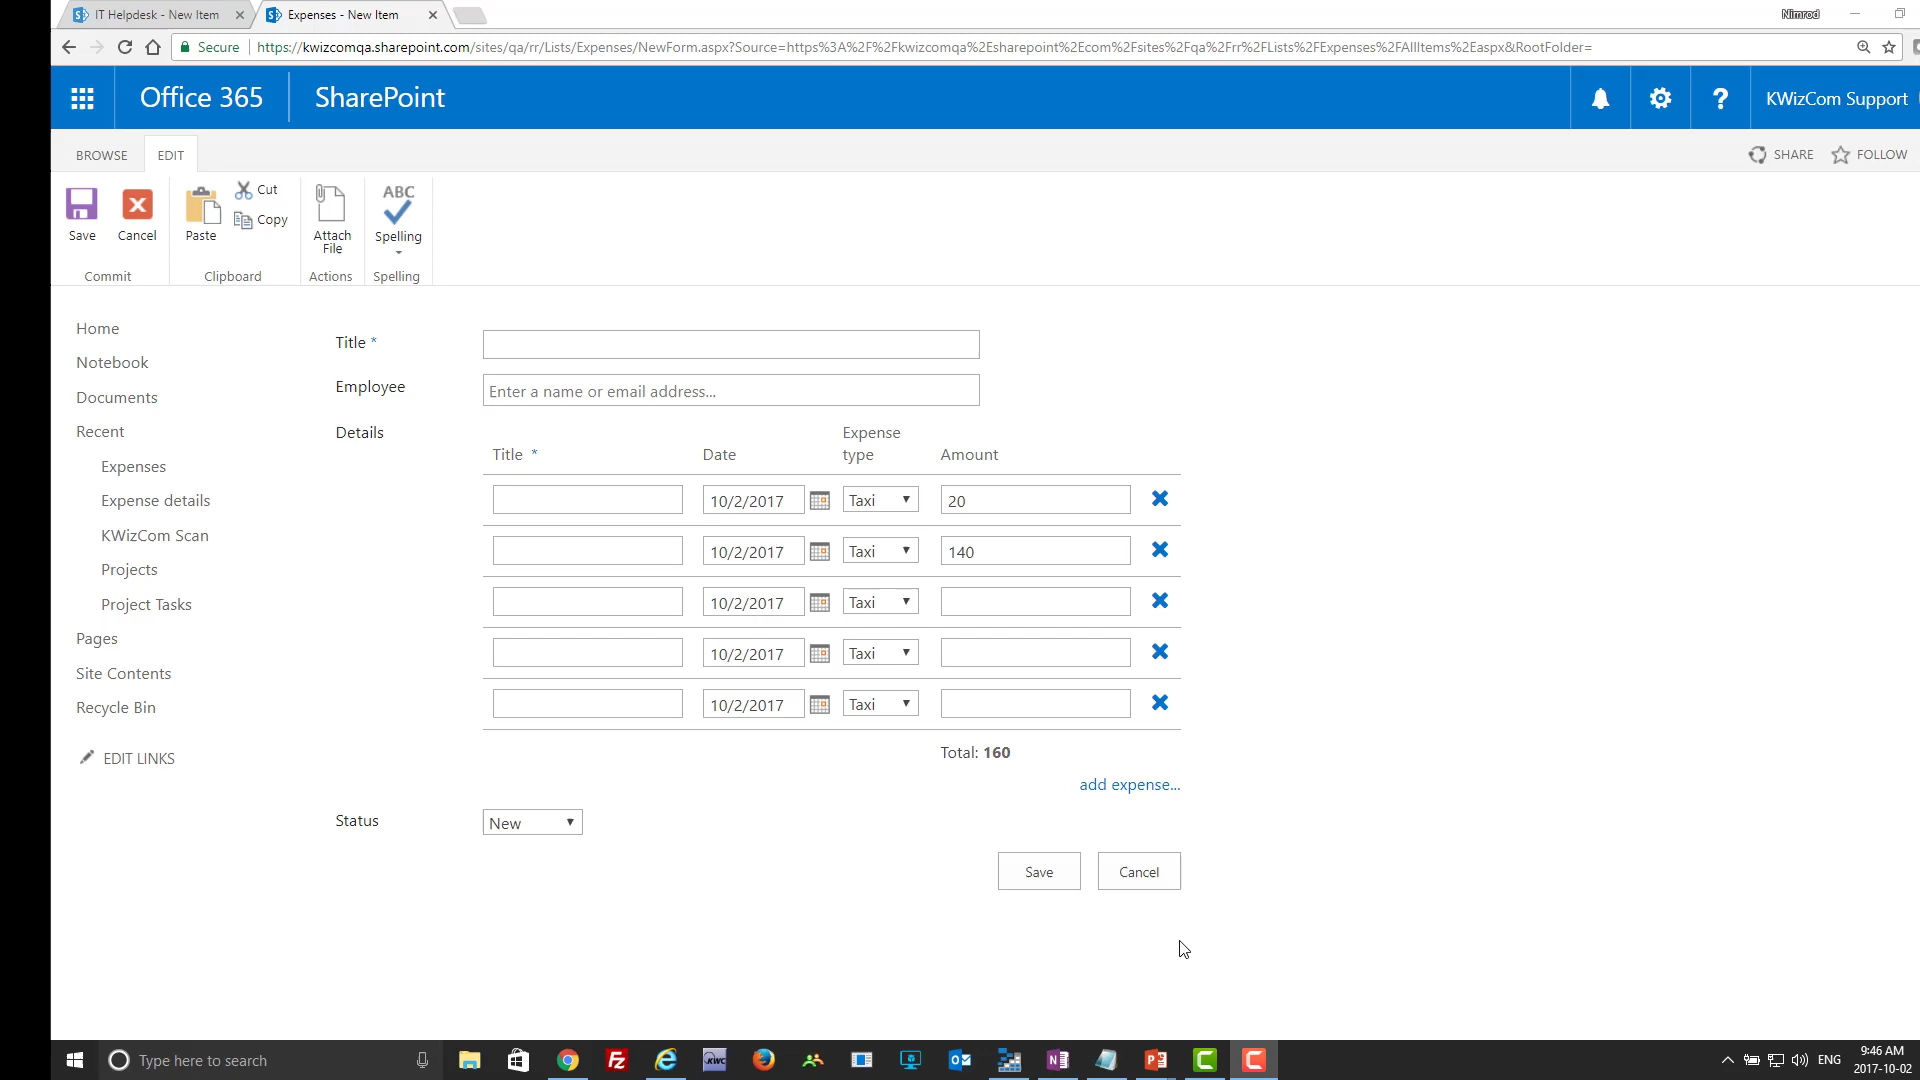 IT Helpdesk - New Item
Expenses - New Item
Nimrod
Secure
https://kwizcomqa.sharepoint.com/sites/qa/rr/Lists/Expenses/NewForm.aspx?Source=https%3A%2F%2Fkwizcomqa%2Esharepoint%2Ecom%2Fsites%2Fqa%2Frr%2FLists%2FExpenses%2FAllItems%2Easpx&RootFolder=
Office 365
SharePoint
?
KWizCom Support
BROWSE
EDIT
SHARE
FOLLOW
Save
Cancel
Commit
Paste
Cut
Copy
Clipboard
Attach
File
Actions
ABC
Spelling
Spelling
Home
Notebook
Documents
Recent
Expenses
Expense details
KWizCom Scan
Projects
Project Tasks
Pages
Site Contents
Recycle Bin
EDIT LINKS
Title *
Employee
Enter a name or email address...
Details
Title * Date Expense type Amount
10/2/2017 Taxi 20
10/2/2017 Taxi 140
10/2/2017 Taxi
10/2/2017 Taxi
10/2/2017 Taxi
Total: 160
add expense...
Status
New
Save
Cancel
Type here to search
ENG
9:46 AM
2017-10-02